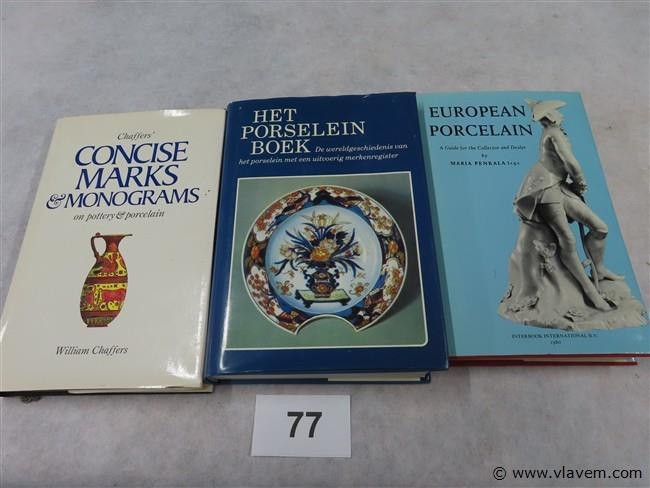 Chaffers'
CONCISE
MARKS
& MONOGRAMS
on pottery & porcelain
William Chaffers
HET
PORSELEIN
BOEK De wereldgeschiedenis van
het porselein met een uitvoerig merkenregister
EUROPEAN
PORCELAIN
A Guide for the Collector and Dealer
by
MARIA PENKALA
INTERBOOK INTERNATIONAL B.V.
1980
77
© www.vlavem.com